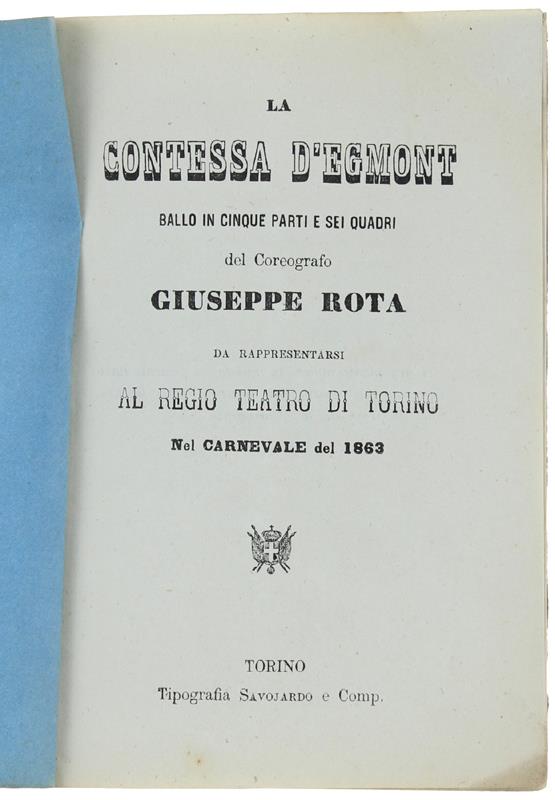 LA
CONTESSA D'EGMONT
BALLO IN CINQUE PARTI E SEI QUADRI
del Coreografo
GIUSEPPE ROTA
DA RAPPRESENTARSI
AL REGIO TEATRO DI TORINO
Nel CARNEVALE del 1863
TORINO
Tipografia SAVOJARDO e Comp.